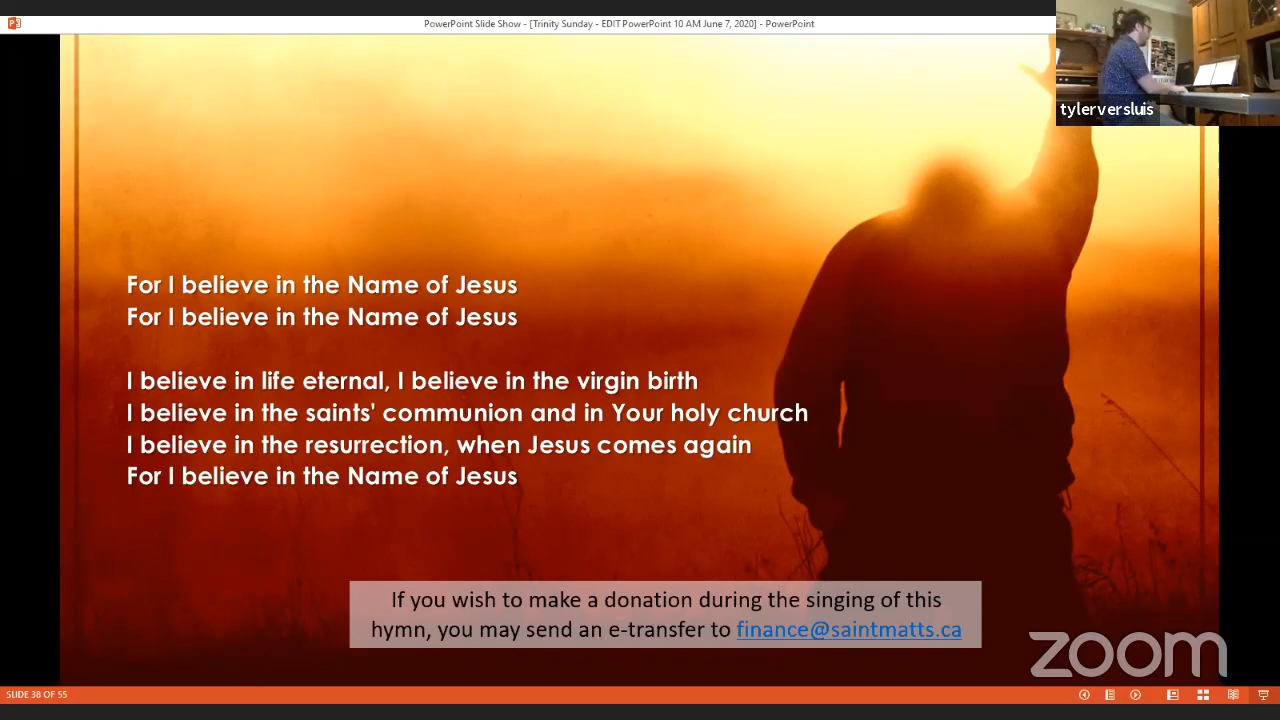 PowerPoint Slide Show - [Trinity Sunday - EDIT PowerPoint 10 AM June 7, 2020] - PowerPoint
tylerversluis
For I believe in the Name of Jesus
For I believe in the Name of Jesus
I believe in life eternal, I believe in the virgin birth
I believe in the saints' communion and in Your holy church
I believe in the resurrection, when Jesus comes again
For I believe in the Name of Jesus
If you wish to make a donation during the singing of this
hymn, you may send an e-transfer to finance@saintmatts.ca
zoom
SLIDE 38 OF 55